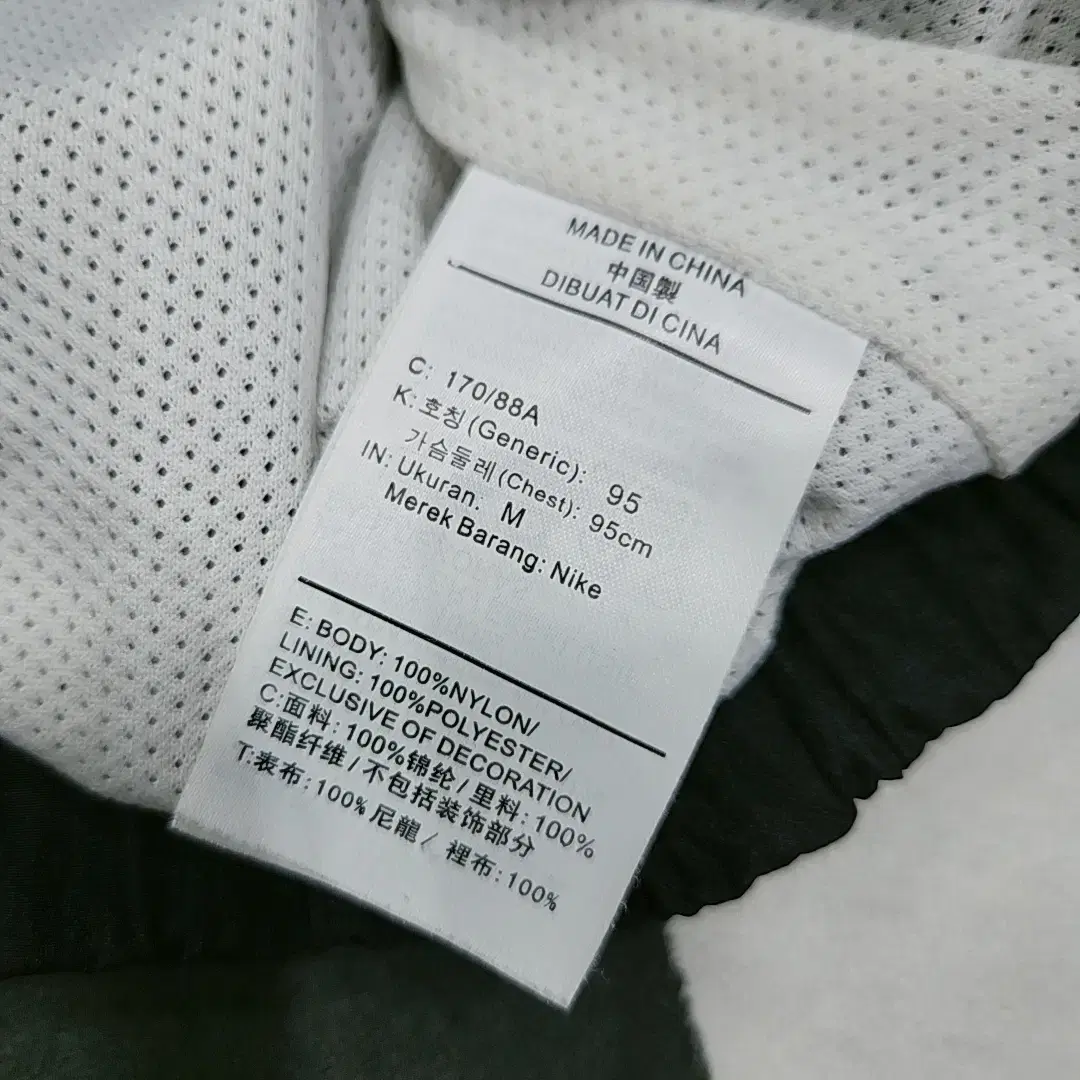 MADE IN CHINA
中国製
DIBUAT DI CINA
C: 170/88A
K: 호칭(Generic): 95
가슴둘레(Chest): 95cm
IN: Ukuran: M
Merek Barang: Nike
E: BODY: 100%NYLON/
LINING: 100%POLYESTER/
EXCLUSIVE OF DECORATION
C:面料:100%锦纶/里料:100%
聚酯纤维/不包括装饰部分
T:表布:100%尼龍/裡布:100%